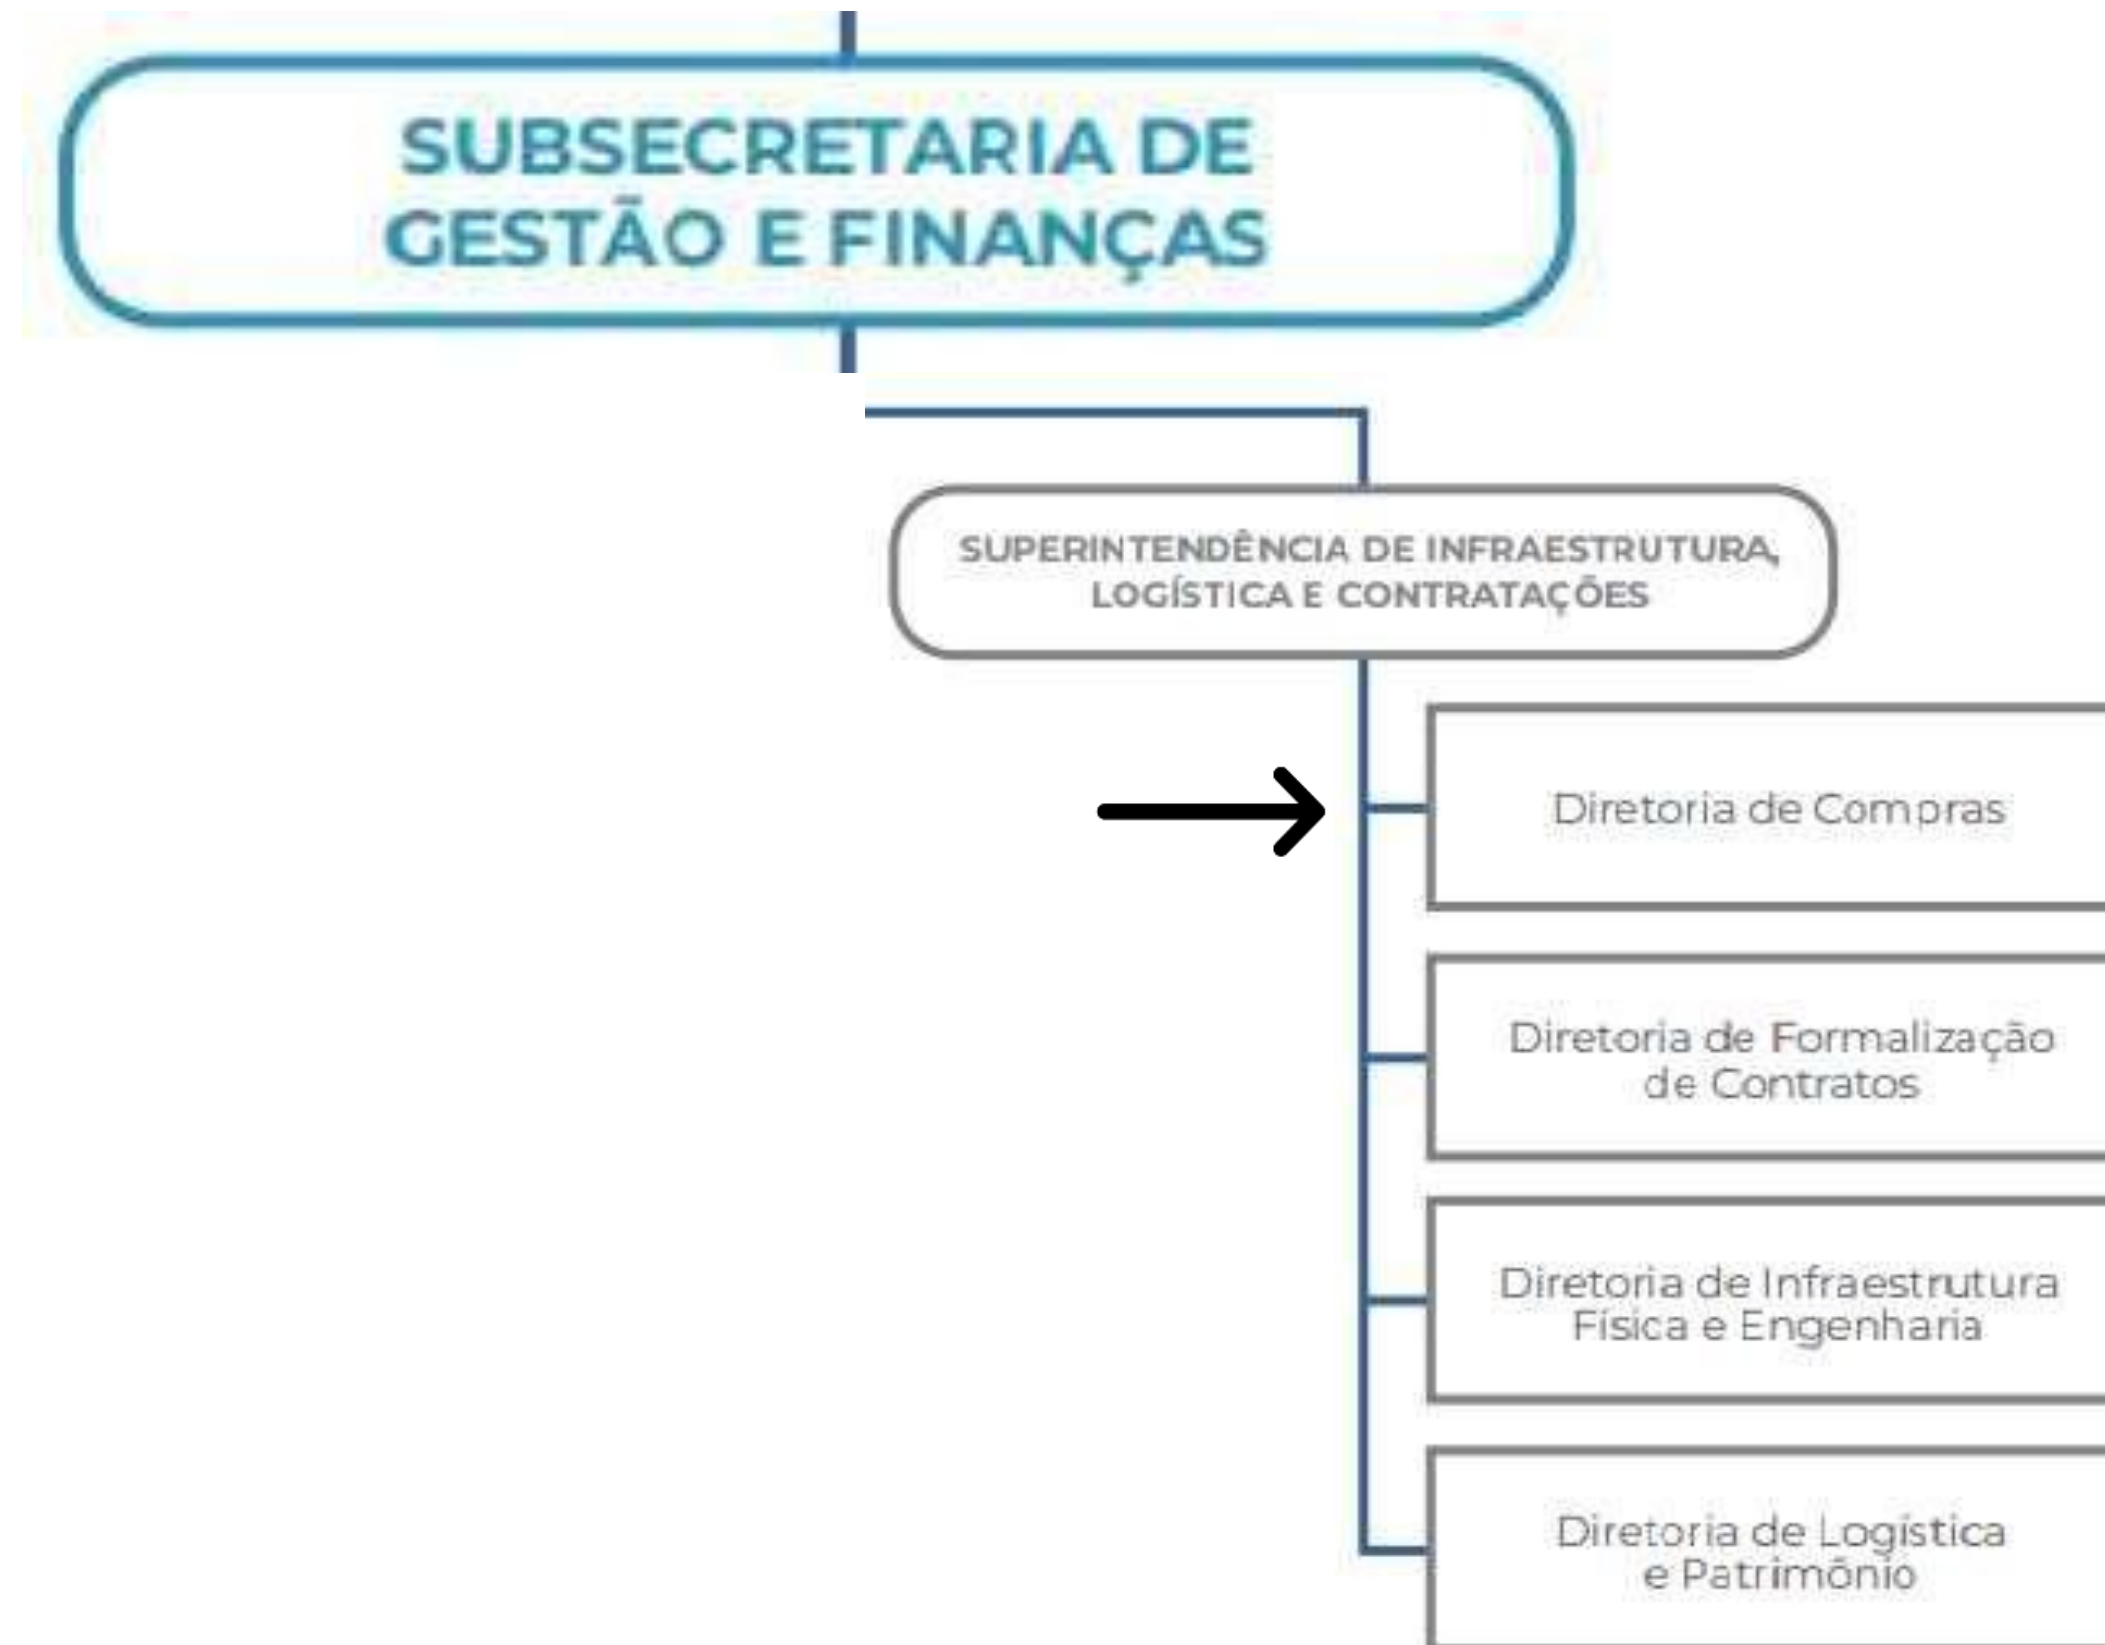 SUBSECRETARIA DE
GESTÃO E FINANÇAS
SUPERINTENDÊNCIA DE INFRAESTRUTURA,
LOGÍSTICA E CONTRATAÇÕES
Diretoria de Compras
Diretoria de Formalização
de Contratos
Diretoria de Infraestrutura
Física e Engenharia
Diretoria de Logística
e Patrimônio